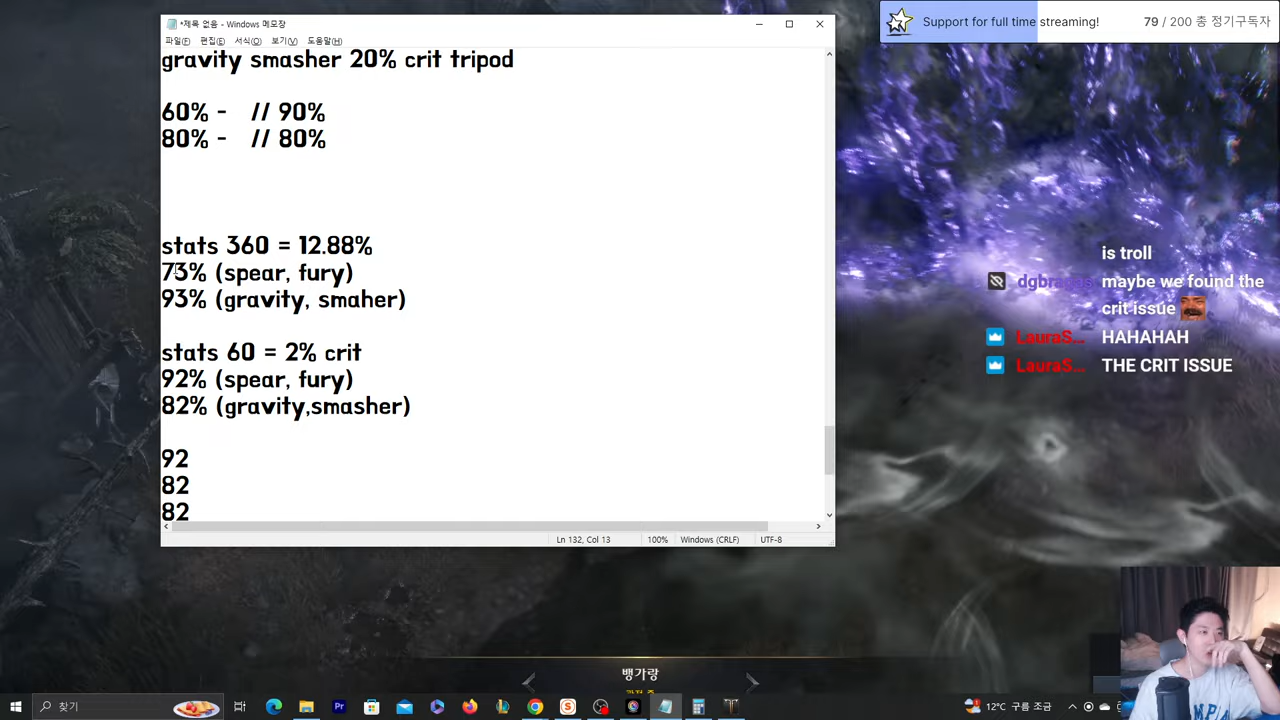 *제목 없음 - Windows 메모장
파일(F) 편집(E) 서식(O) 보기(V) 도움말(H)
gravity smasher 20% crit tripod
60% - // 90%
80% - // 80%
stats 360 = 12.88%
73% (spear, fury)
93% (gravity, smaher)
stats 60 = 2% crit
92% (spear, fury)
82% (gravity,smasher)
92
82
82
Ln 132, Col 13 100% Windows (CRLF) UTF-8
Support for full time streaming! 79 / 200 종 정기구독자
is troll
dgbragas maybe we found the
crit issue
LauraS... HAHAHAH
LauraS... THE CRIT ISSUE
뱅가랑
찾기
12°C 구름 조금